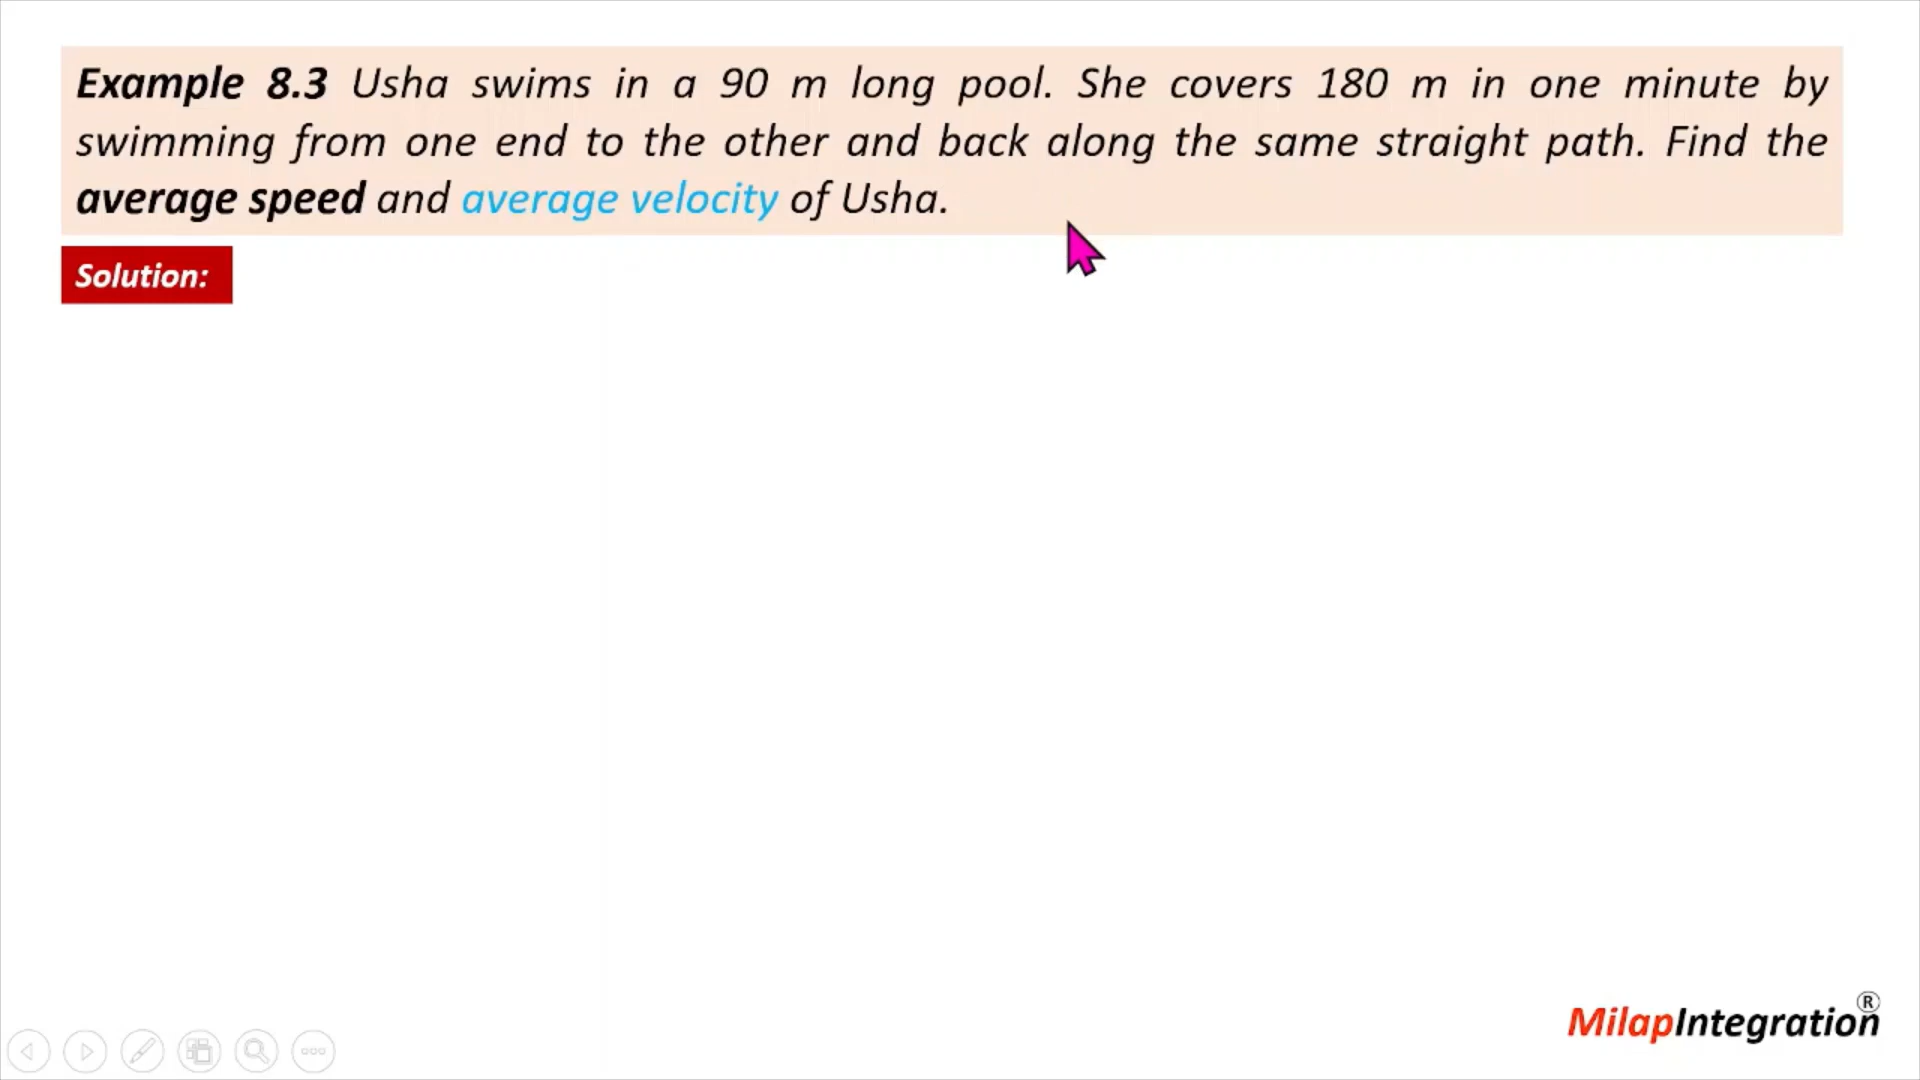 Example 8.3 Usha swims in a 90 m long pool. She covers 180 m in one minute by
swimming from one end to the other and back along the same straight path. Find the
average speed and average velocity of Usha.
Solution:
MilapIntegration®